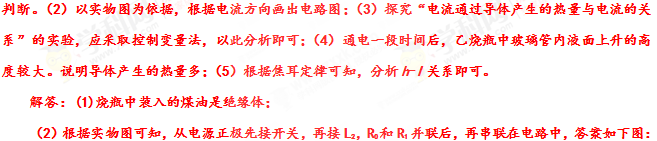 判断。（2）以实物图为依据，根据电流方向画出电路图；（3）探究“电流通过导体产生的热量与电流的关
系”的实验，应采取控制变量法，以此分析即可；（4）通电一段时间后，乙烧瓶中玻璃管内液面上升的高
度较大。说明导体产生的热量多；（5）根据焦耳定律可知，分析 h-I 关系即可。
解答：(1)烧瓶中装入的煤油是绝缘体；
（2）根据实物图可知，从电源正极先接开关，再接 L₂，R₀和 R₁ 并联后，再串联在电路中，答案如下图：